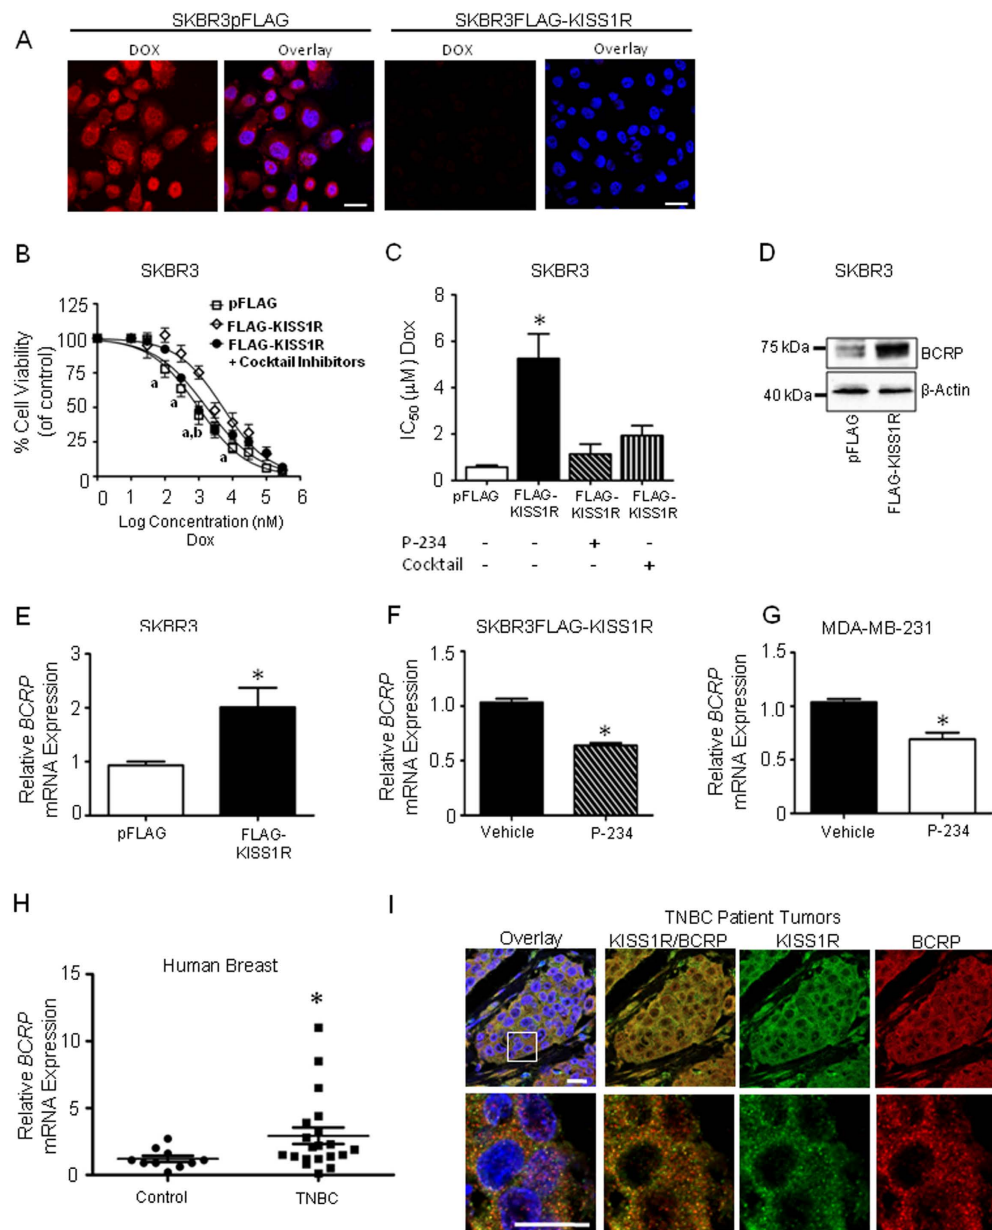 A
SKBR3pFLAG
SKBR3FLAG-KISS1R
DOX
Overlay
DOX
Overlay
B
SKBR3
pFLAG
FLAG-KISS1R
FLAG-KISS1R
+ Cocktail Inhibitors
% Cell Viability
(of control)
125
100
75
50
25
0
a
a
a,b
a
0 1 2 3 4 5 6
Log Concentration (nM)
Dox
C
SKBR3
IC50 (μM) Dox
8
6
4
2
0
*
pFLAG
FLAG-
KISS1R
FLAG-
KISS1R
FLAG-
KISS1R
P-234 - - + -
Cocktail - - - +
D
SKBR3
75 kDa
BCRP
40 kDa
β-Actin
pFLAG
FLAG-KISS1R
E
SKBR3
Relative BCRP
mRNA Expression
3
2
1
0
*
pFLAG
FLAG-
KISS1R
F
SKBR3FLAG-KISS1R
Relative BCRP
mRNA Expression
1.5
1.0
0.5
0
*
Vehicle
P-234
G
MDA-MB-231
Relative BCRP
mRNA Expression
1.5
1.0
0.5
0
*
Vehicle
P-234
H
Human Breast
Relative BCRP
mRNA Expression
15
10
5
0
*
Control
TNBC
I
TNBC Patient Tumors
Overlay
KISS1R/BCRP
KISS1R
BCRP